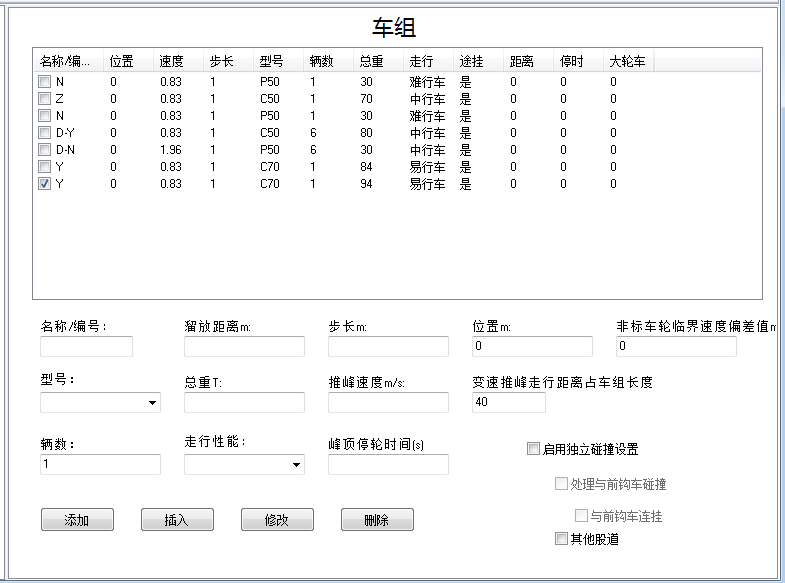 车组
名称/编... 位置 速度 步长 型号 辆数 总重 走行 途挂 距离 停时 大轮车
N 0 0.83 1 P50 1 30 难行车 是 0 0 0
Z 0 0.83 1 C50 1 70 中行车 是 0 0 0
N 0 0.83 1 P50 1 30 难行车 是 0 0 0
D-Y 0 0.83 1 C50 6 80 中行车 是 0 0 0
D-N 0 1.96 1 P50 6 30 中行车 是 0 0 0
Y 0 0.83 1 C70 1 84 易行车 是 0 0 0
Y 0 0.83 1 C70 1 94 易行车 是 0 0 0
名称/编号: 溜放距离m: 步长m: 位置m: 非标车轮临界速度偏差值m
0 0
型号: 总重T: 推峰速度m/s: 变速推峰走行距离占车组长度
40
辆数: 走行性能: 峰顶停轮时间(s) 启用独立碰撞设置
1
处理与前钩车碰撞
添加 插入 修改 删除 与前钩车连挂
其他股道